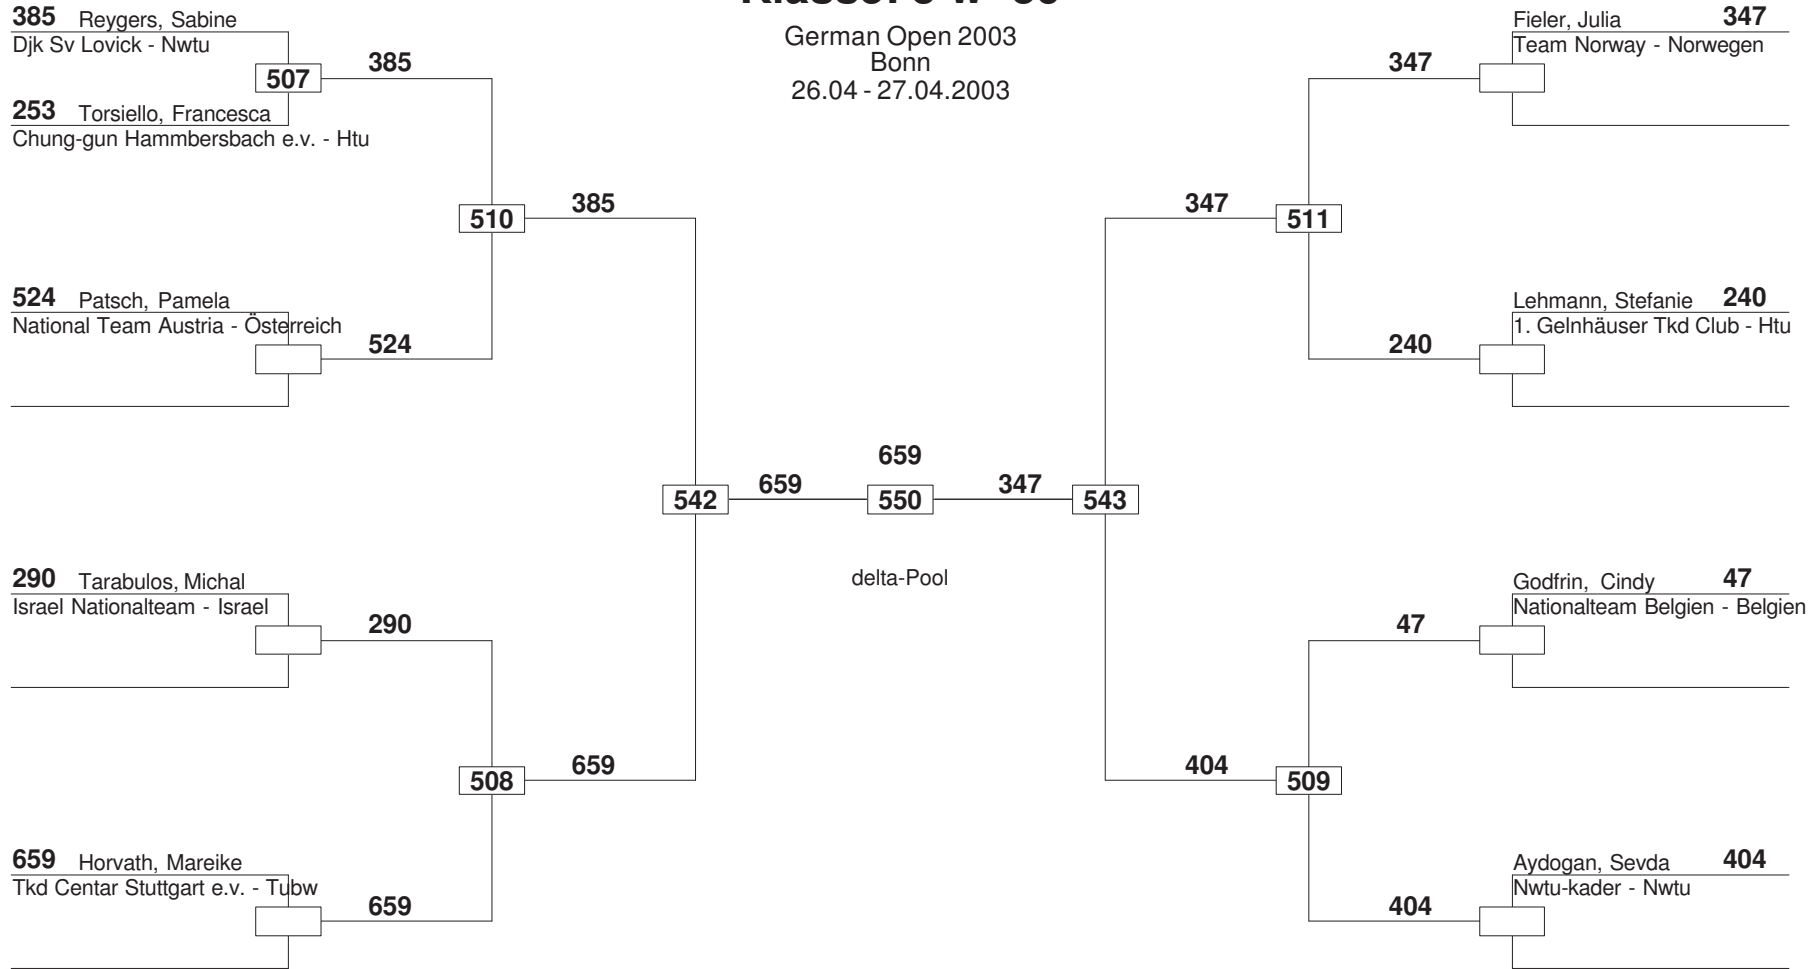 German Open 2003
Bonn
26.04 - 27.04.2003
385 Reygers, Sabine
Djk Sv Lovick - Nwtu
507
385
253 Torsiello, Francesca
Chung-gun Hammbersbach e.v. - Htu
510
385
524 Patsch, Pamela
National Team Austria - Österreich
524
290 Tarabulos, Michal
Israel Nationalteam - Israel
290
508
659
659 Horvath, Mareike
Tkd Centar Stuttgart e.v. - Tubw
659
542
659
659
550
347
543
delta-Pool
Fieler, Julia 347
Team Norway - Norwegen
347
347
511
Lehmann, Stefanie 240
1. Gelnhäuser Tkd Club - Htu
240
Godfrin, Cindy 47
Nationalteam Belgien - Belgien
47
404
509
Aydogan, Sevda 404
Nwtu-kader - Nwtu
404